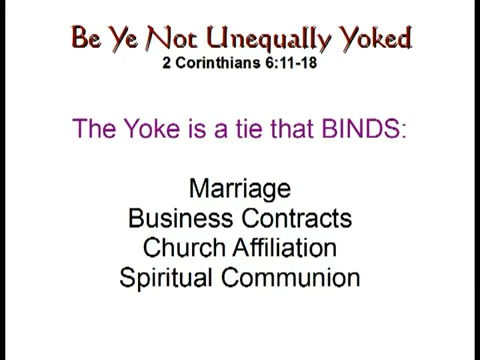 Be Ye Not Unequally Yoked
2 Corinthians 6:11-18
The Yoke is a tie that BINDS:
Marriage
Business Contracts
Church Affiliation
Spiritual Communion